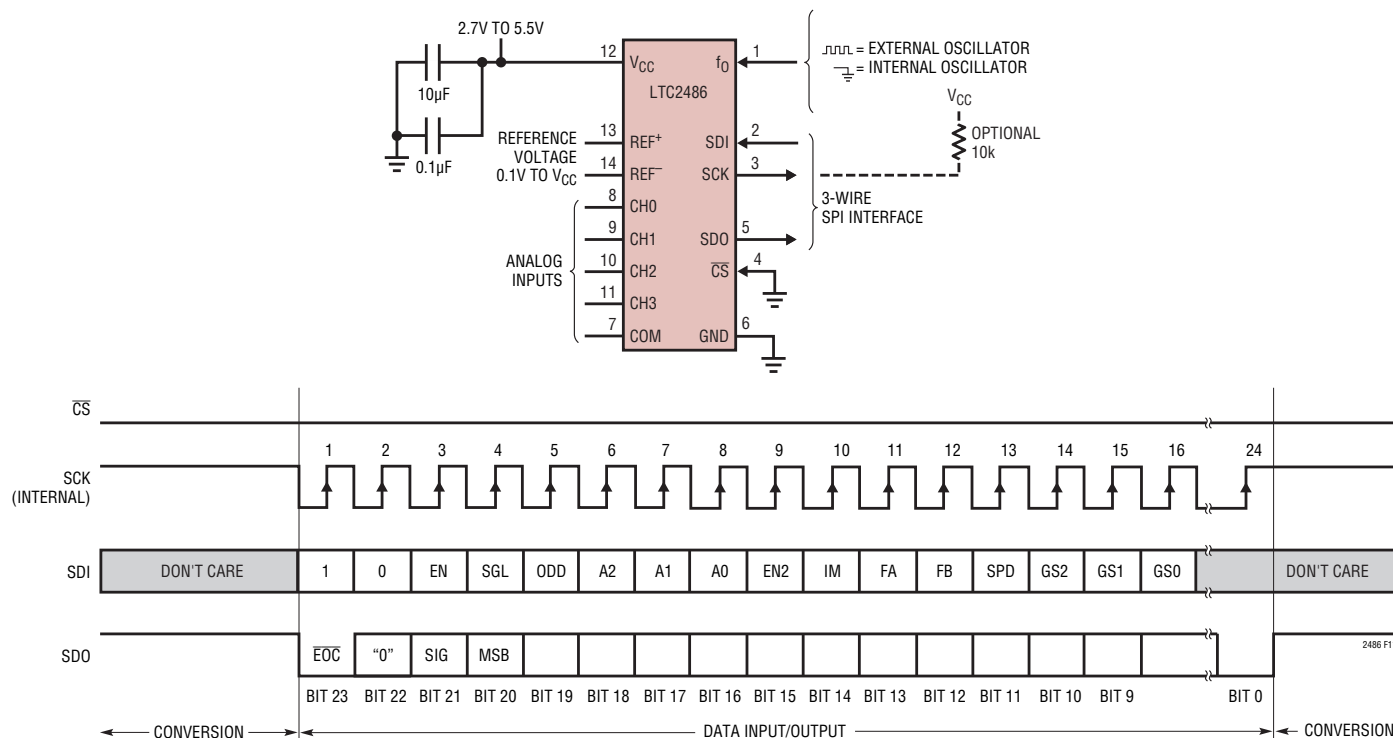 2.7V TO 5.5V
10µF
0.1µF
12
VCC
fO
1
LTC2486
= EXTERNAL OSCILLATOR
= INTERNAL OSCILLATOR
VCC
OPTIONAL
10k
REFERENCE
VOLTAGE
0.1V TO VCC
13
REF+
SDI
2
14
REF–
SCK
3
3-WIRE
SPI INTERFACE
ANALOG
INPUTS
8
CH0
9
CH1
SDO
5
10
CH2
CS
4
11
CH3
7
COM
GND
6
CS
SCK
(INTERNAL)
1 2 3 4 5 6 7 8 9 10 11 12 13 14 15 16 24
SDI
DON'T CARE 1 0 EN SGL ODD A2 A1 A0 EN2 IM FA FB SPD GS2 GS1 GS0 DON'T CARE
SDO
EOC "0" SIG MSB
2486 F1
BIT 23 BIT 22 BIT 21 BIT 20 BIT 19 BIT 18 BIT 17 BIT 16 BIT 15 BIT 14 BIT 13 BIT 12 BIT 11 BIT 10 BIT 9 BIT 0
CONVERSION DATA INPUT/OUTPUT CONVERSION